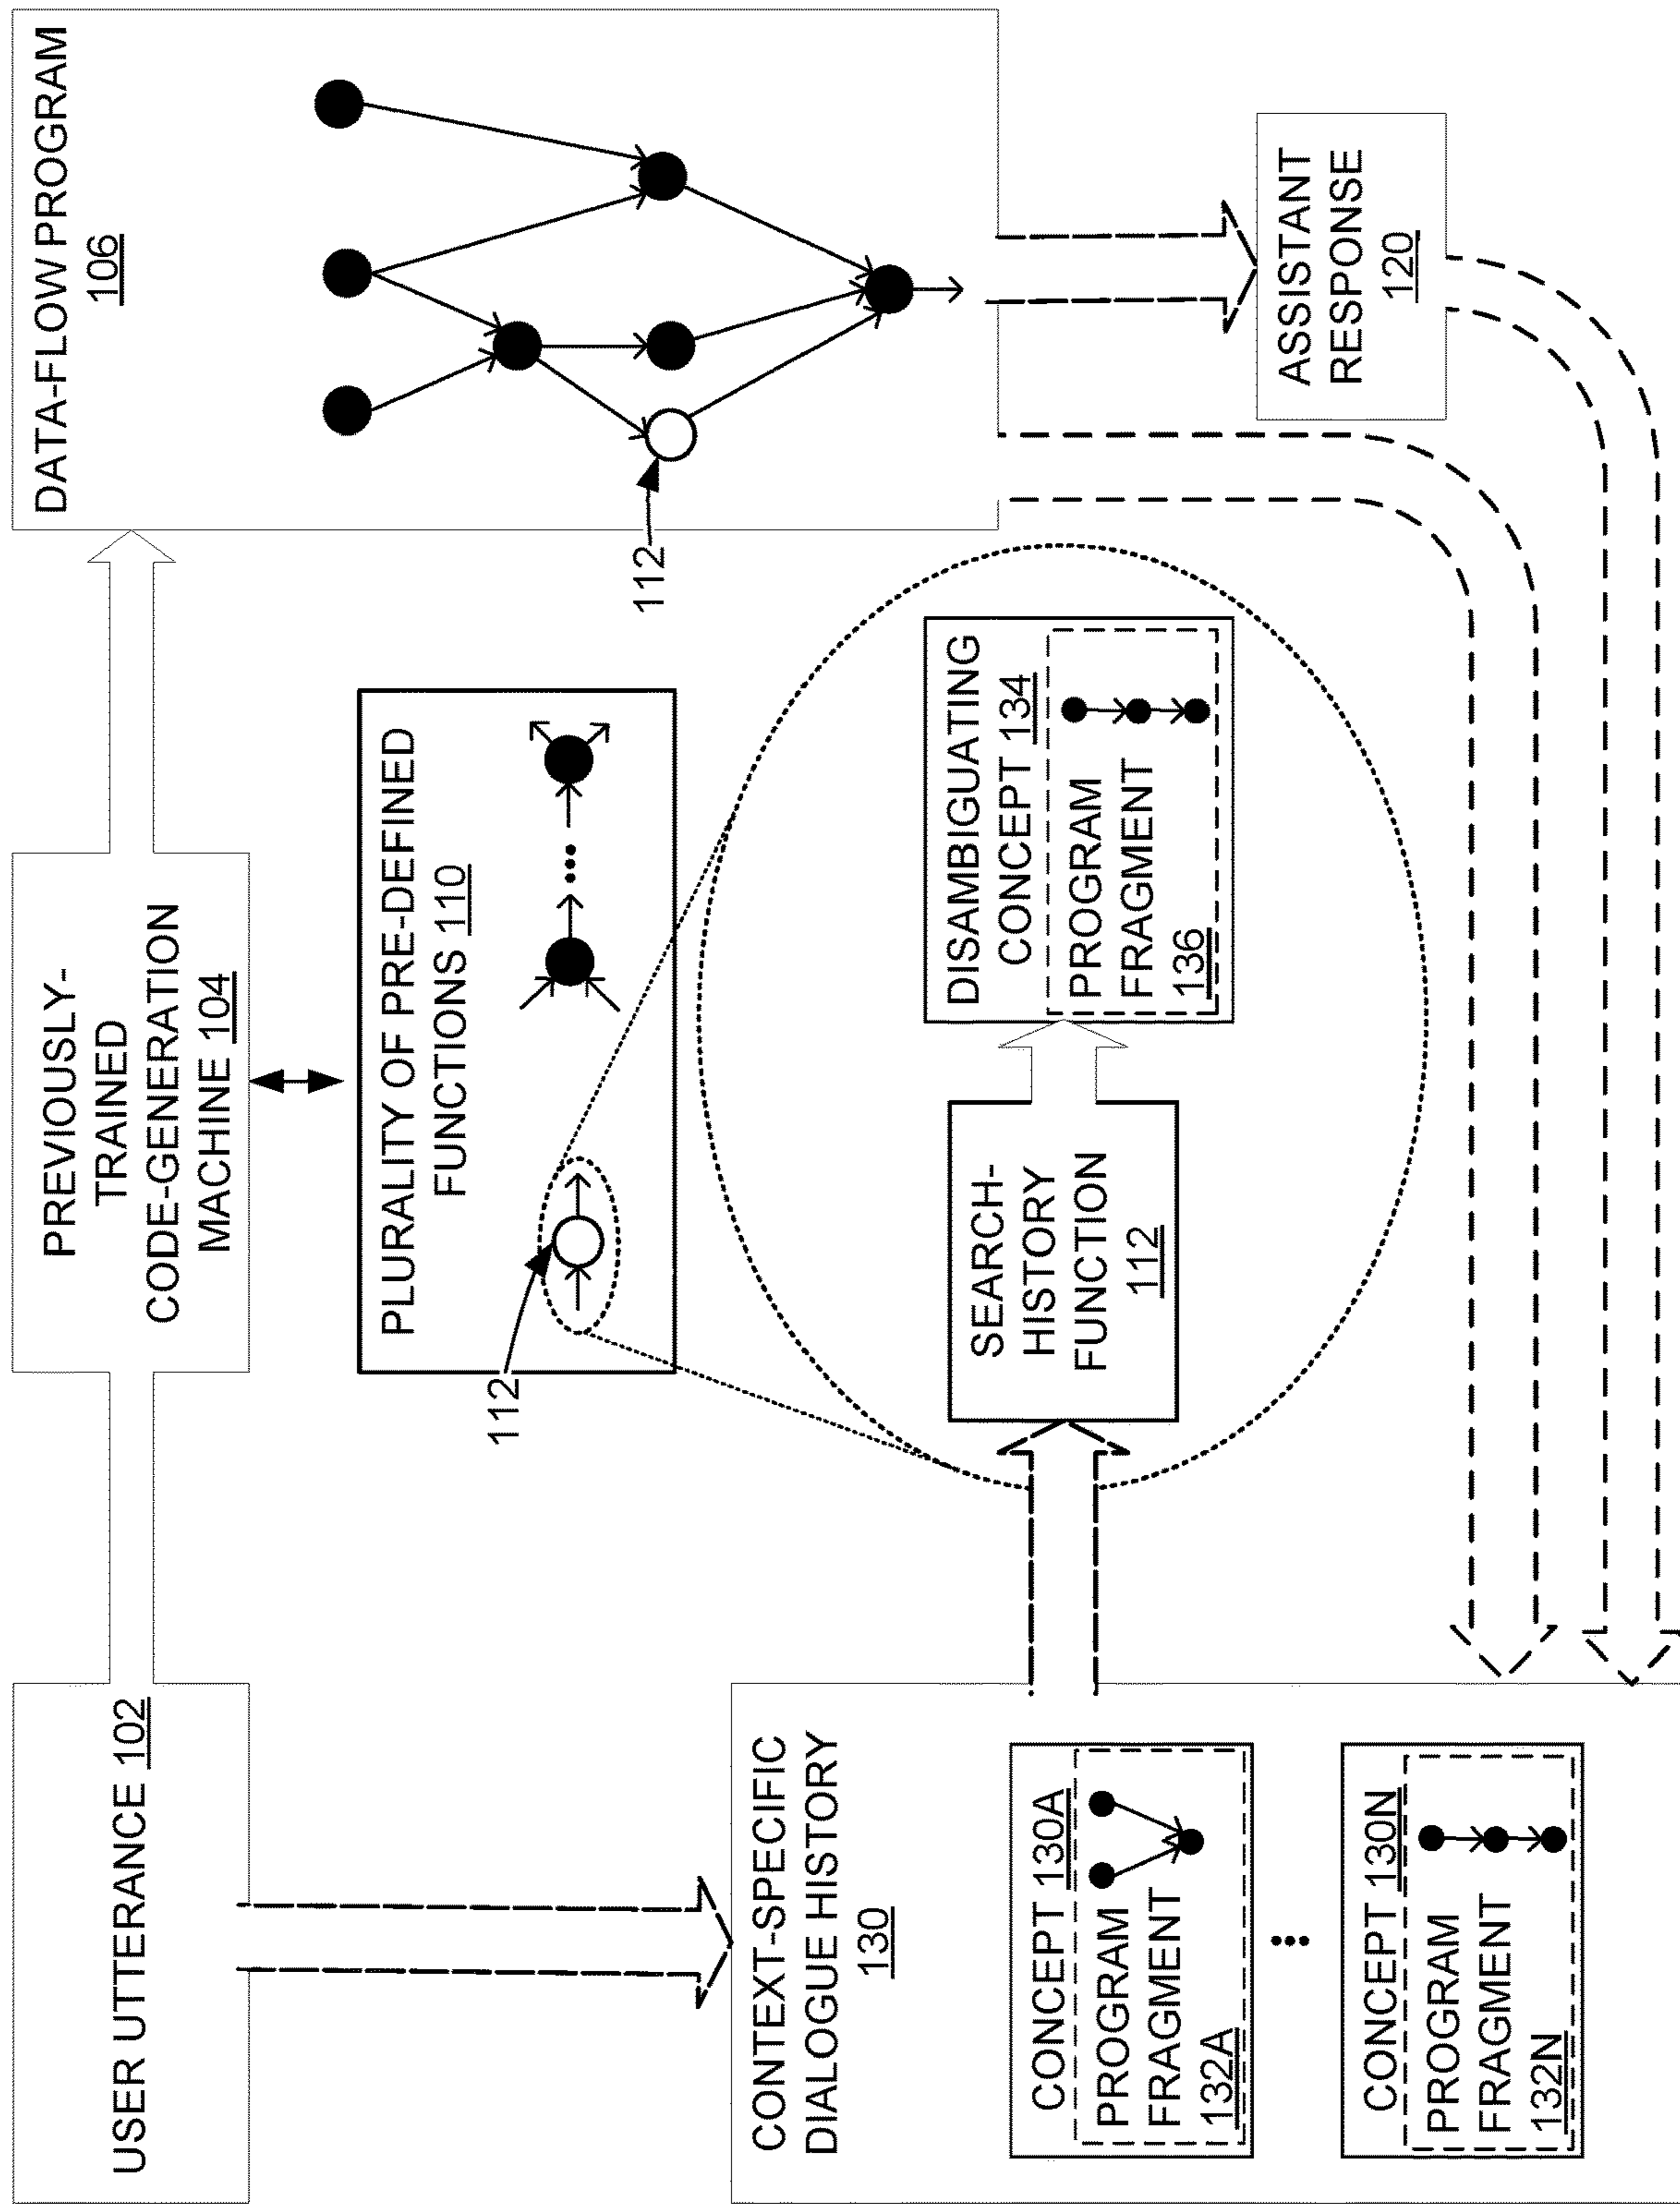 USER UTTERANCE 102
PREVIOUSLY-
TRAINED
CODE-GENERATION
MACHINE 104
DATA-FLOW PROGRAM
106
112
PLURALITY OF PRE-DEFINED
FUNCTIONS 110
112
CONTEXT-SPECIFIC
DIALOGUE HISTORY
130
CONCEPT 130A
PROGRAM
FRAGMENT
132A
CONCEPT 130N
PROGRAM
FRAGMENT
132N
SEARCH-
HISTORY
FUNCTION
112
DISAMBIGUATING
CONCEPT 134
PROGRAM
FRAGMENT
136
ASSISTANT
RESPONSE
120